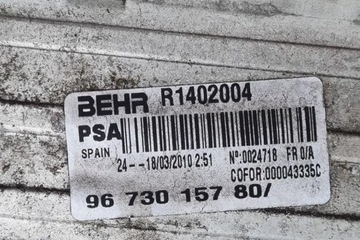 BEHR R1402004
PSA
SPAIN 24--18/03/2010 2:51 Nº:0024718 FR 0/A
COFOR:000043335C
96 730 157 80/